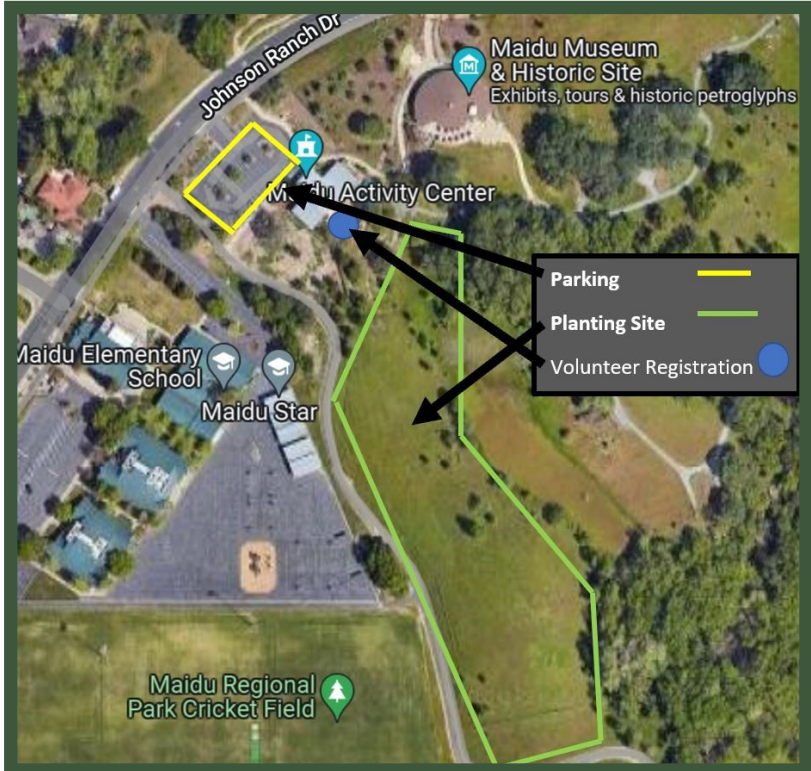 Johnson Ranch Dr
Maidu Museum
& Historic Site
Exhibits, tours & historic petroglyphs
Maidu Activity Center
Parking
Planting Site
Volunteer Registration
Maidu Elementary
School
Maidu Star
Maidu Regional
Park Cricket Field